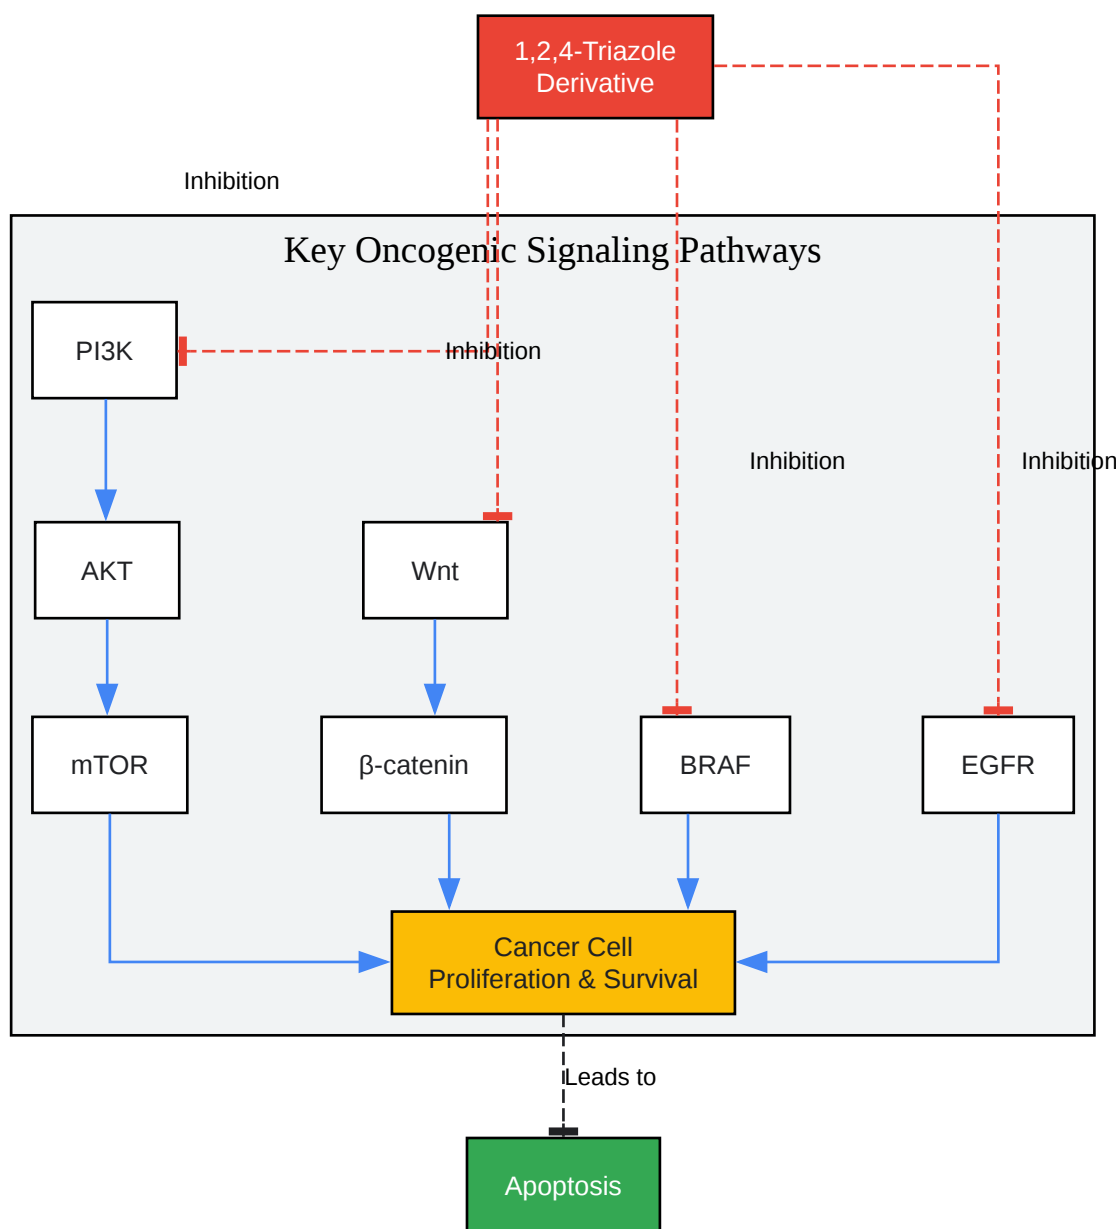 1,2,4-Triazole
Derivative
Inhibition
Key Oncogenic Signaling Pathways
PI3K
Inhibition
Inhibition
Inhibition
AKT
Wnt
mTOR
β-catenin
BRAF
EGFR
Cancer Cell
Proliferation & Survival
Leads to
Apoptosis